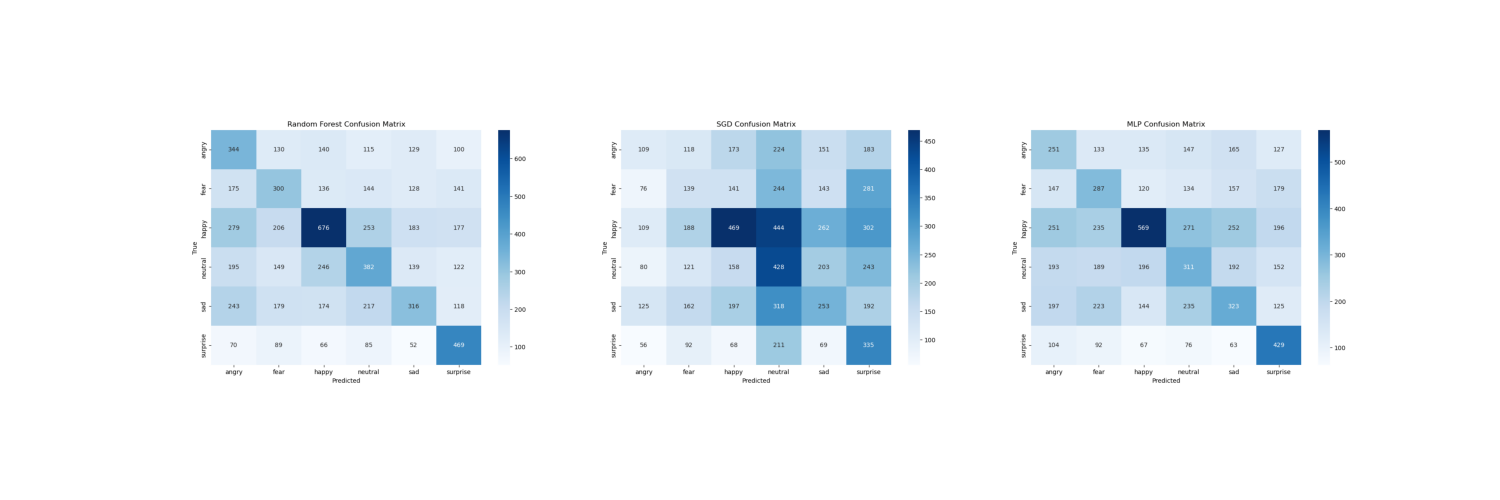 Random Forest Confusion Matrix
angry 344 130 140 115 129 100
fear 175 300 136 144 128 141
happy 279 206 676 253 183 177
neutral 195 149 246 382 139 122
sad 243 179 174 217 316 118
surprise 70 89 66 85 52 469
True
angry fear happy neutral sad surprise
Predicted
600
500
400
300
200
100
SGD Confusion Matrix
angry 109 118 173 224 151 183
fear 76 139 141 244 143 281
happy 109 188 469 444 262 302
neutral 80 121 158 428 203 243
sad 125 162 197 318 253 192
surprise 56 92 68 211 69 335
True
angry fear happy neutral sad surprise
Predicted
450
400
350
300
250
200
150
100
MLP Confusion Matrix
angry 251 133 135 147 165 127
fear 147 287 120 134 157 179
happy 251 235 569 271 252 196
neutral 193 189 196 311 192 152
sad 197 223 144 235 323 125
surprise 104 92 67 76 63 429
True
angry fear happy neutral sad surprise
Predicted
500
400
300
200
100